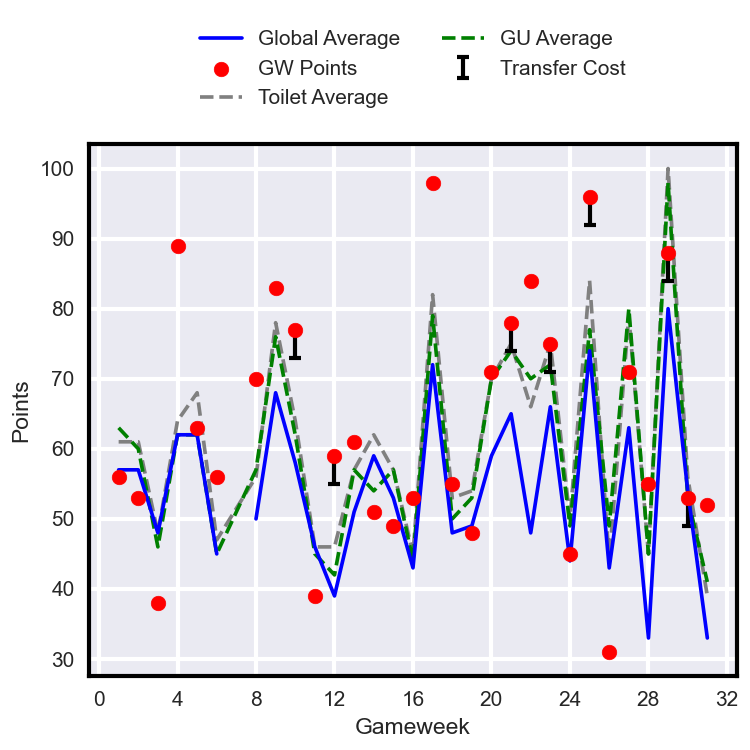 Global Average
GW Points
Toilet Average
GU Average
Transfer Cost
Points
100
90
80
70
60
50
40
30
0 4 8 12 16 20 24 28 32
Gameweek